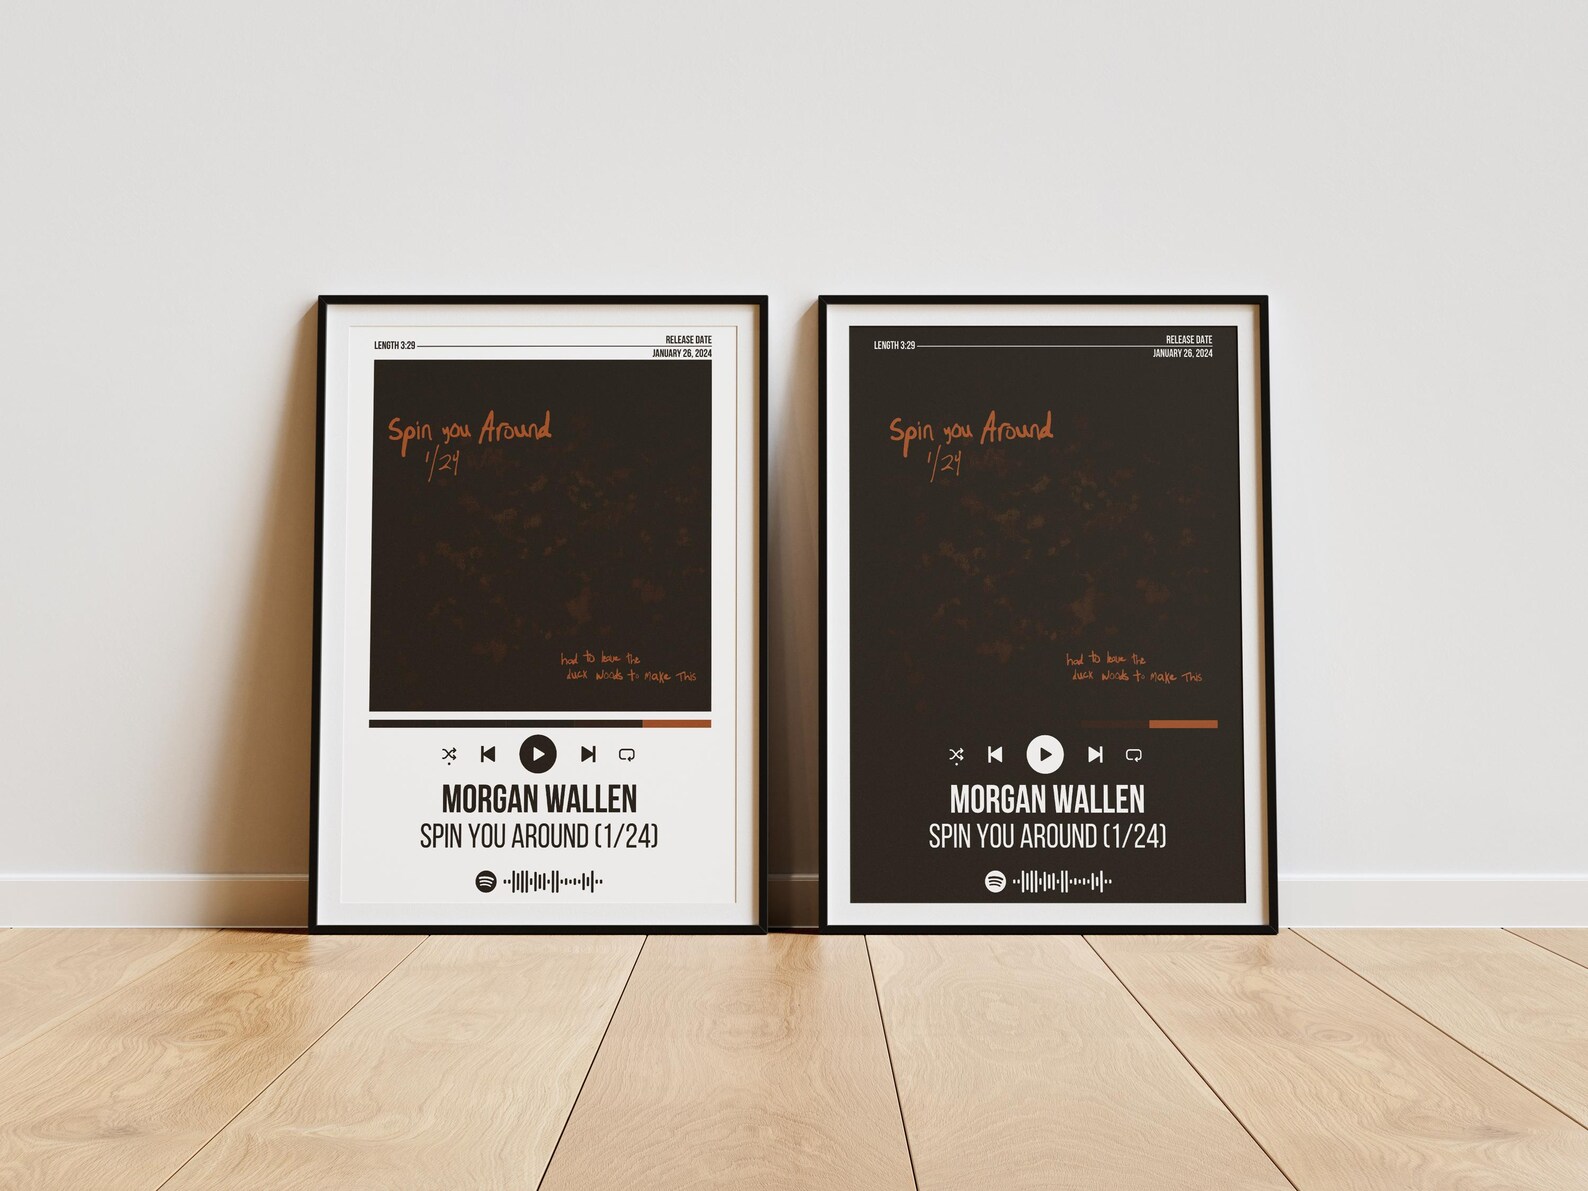 LENGTH 3:29
RELEASE DATE
JANUARY 26, 2024
Spin you Around
1/24
had to leave the
duck woods to make This
MORGAN WALLEN
SPIN YOU AROUND (1/24)
LENGTH 3:29
RELEASE DATE
JANUARY 26, 2024
Spin you Around
1/24
had to leave the
duck woods to make This
MORGAN WALLEN
SPIN YOU AROUND (1/24)